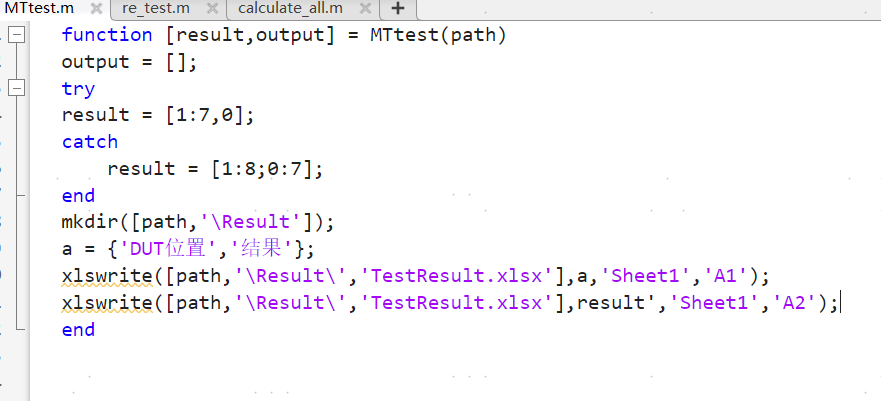 MTtest.m × re_test.m × calculate_all.m × +
function [result,output] = MTtest(path)
output = [];
try
result = [1:7,0];
catch
result = [1:8;0:7];
end
mkdir([path,'\Result']);
a = {'DUT位置','结果'};
xlswrite([path,'\Result\','TestResult.xlsx'],a,'Sheet1','A1');
xlswrite([path,'\Result\','TestResult.xlsx'],result','Sheet1','A2');
end